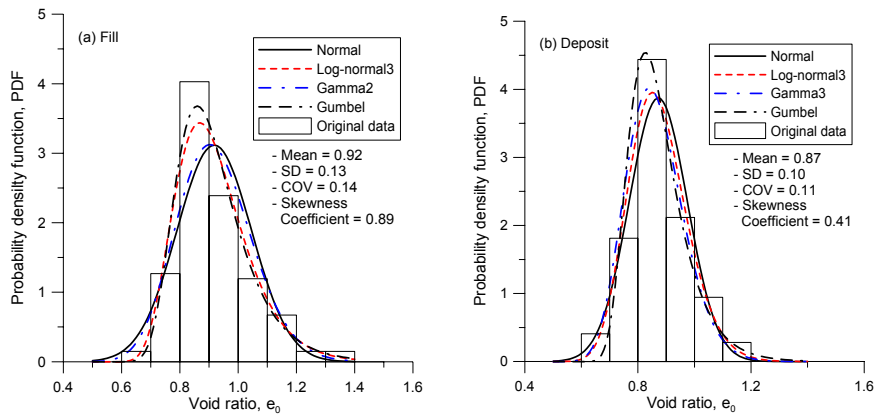 5
4
3
2
1
0
Probability density function, PDF
(a) Fill
Normal
Log-normal3
Gamma2
Gumbel
Original data
- Mean = 0.92
- SD = 0.13
- COV = 0.14
- Skewness
Coefficient = 0.89
0.4 0.6 0.8 1.0 1.2 1.4 1.6
Void ratio, e0
5
4
3
2
1
0
Probability density function, PDF
(b) Deposit
Normal
Log-normal3
Gamma3
Gumbel
Original data
- Mean = 0.87
- SD = 0.10
- COV = 0.11
- Skewness
Coefficient = 0.41
0.4 0.8 1.2 1.6
Void ratio, e0